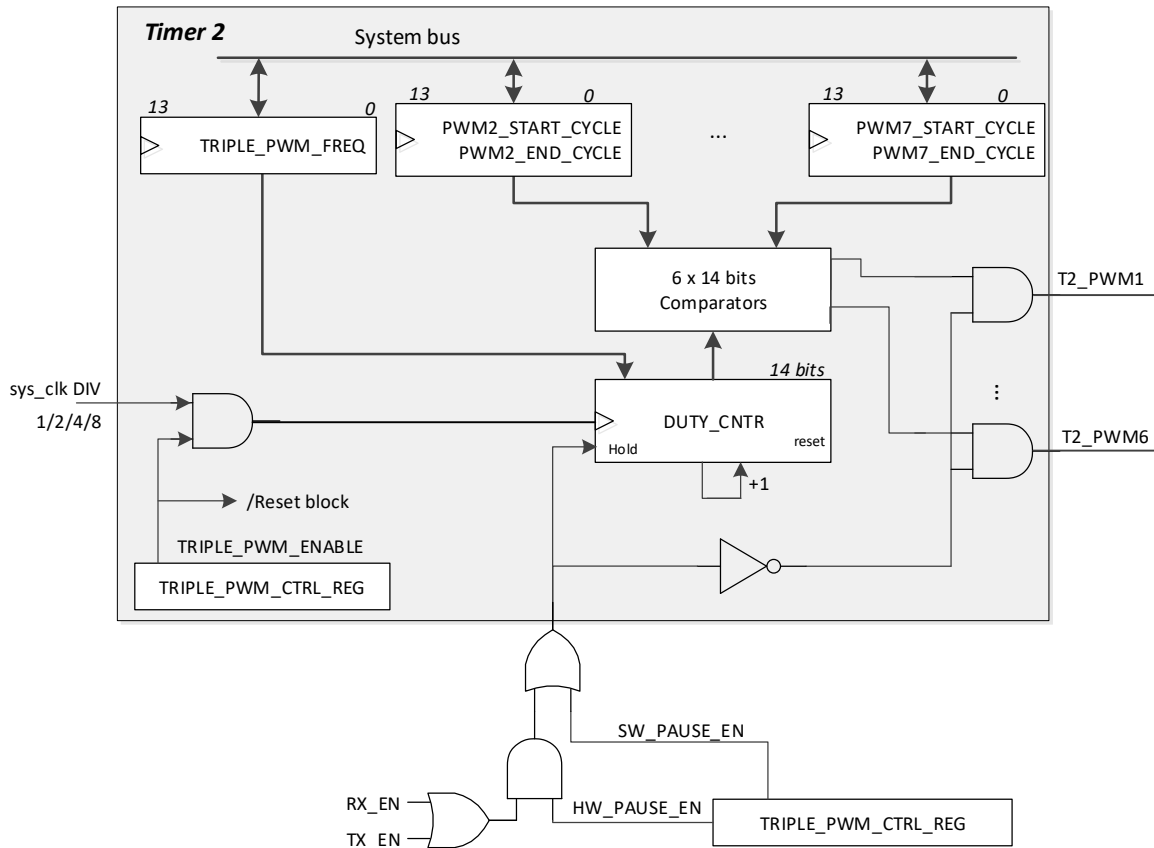 Timer 2
System bus
13
0
TRIPLE_PWM_FREQ
13
0
PWM2_START_CYCLE
PWM2_END_CYCLE
...
13
0
PWM7_START_CYCLE
PWM7_END_CYCLE
6 x 14 bits
Comparators
T2_PWM1
14 bits
sys_clk DIV
1/2/4/8
DUTY_CNTR
Hold
reset
+1
...
T2_PWM6
/Reset block
TRIPLE_PWM_ENABLE
TRIPLE_PWM_CTRL_REG
SW_PAUSE_EN
RX_EN
TX_EN
HW_PAUSE_EN
TRIPLE_PWM_CTRL_REG